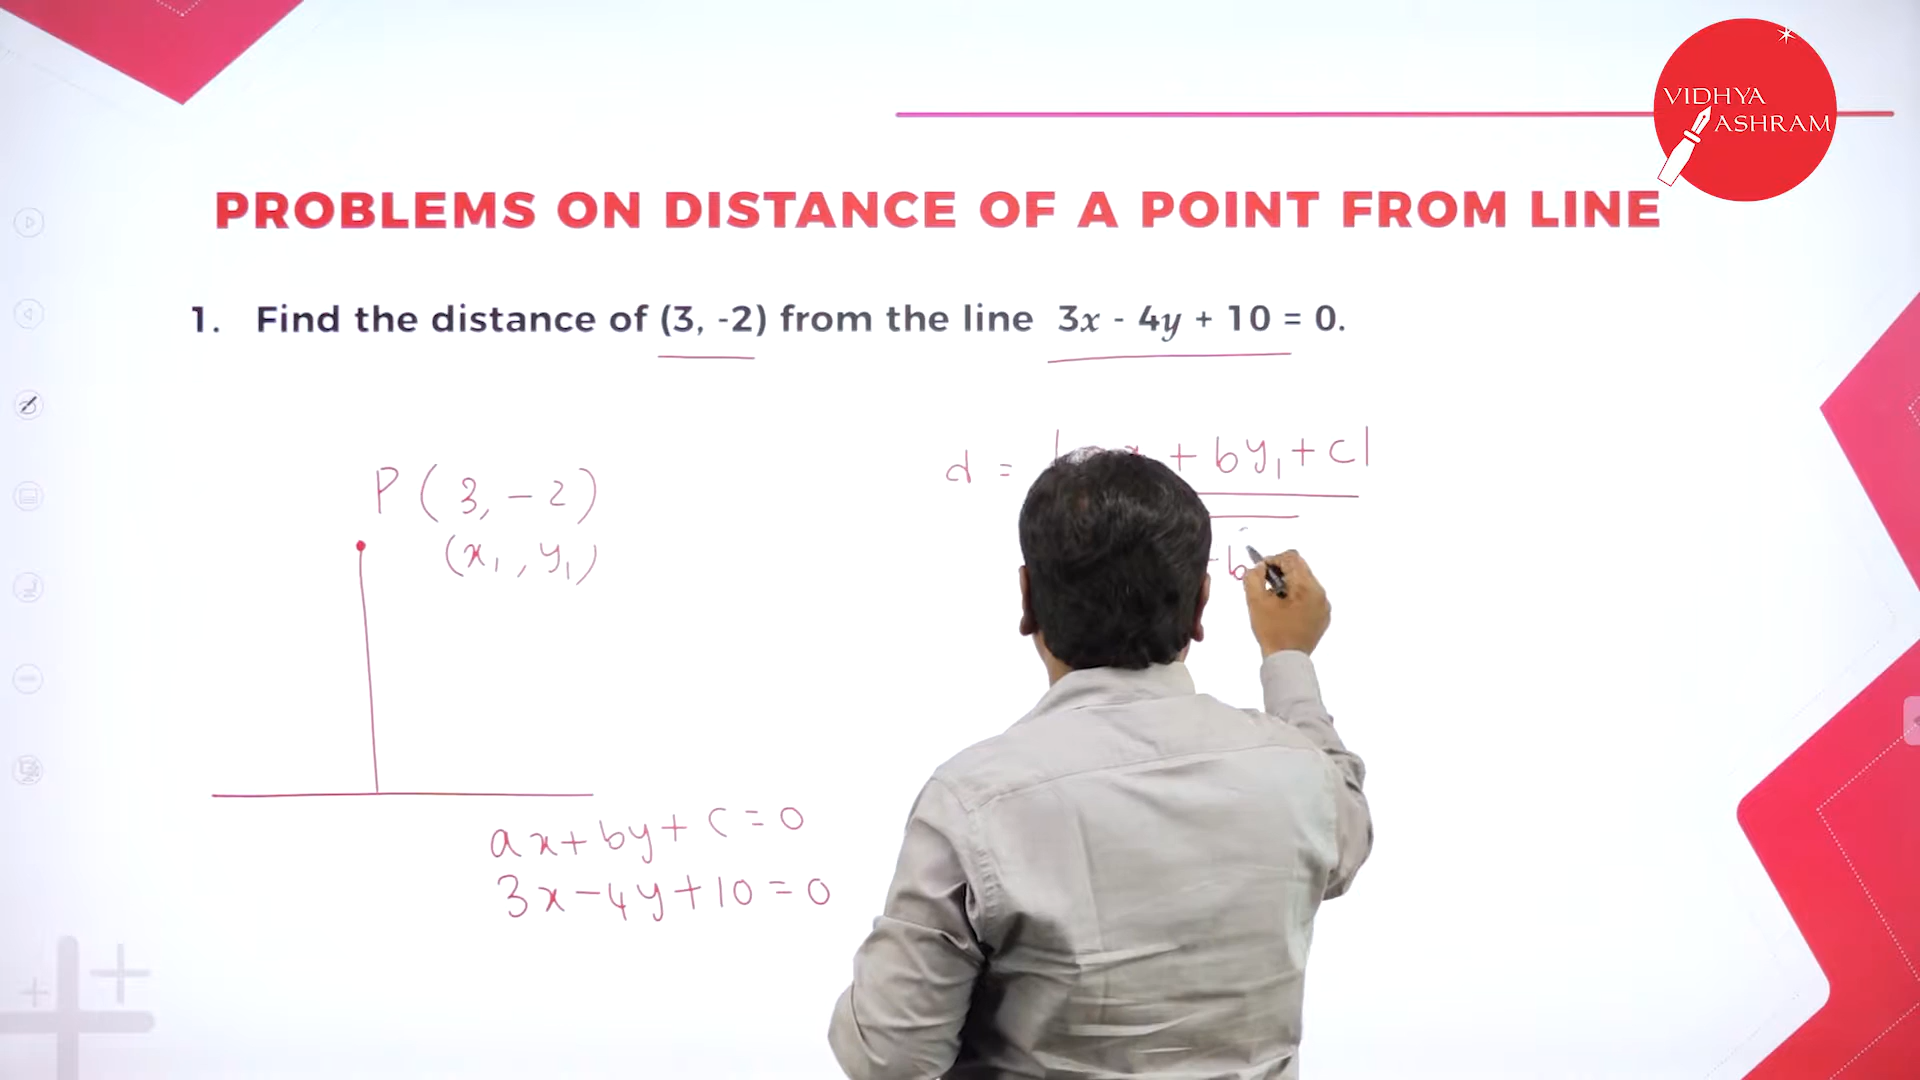 VIDHYA
ASHRAM
PROBLEMS ON DISTANCE OF A POINT FROM LINE
1. Find the distance of (3, -2) from the line 3x - 4y + 10 = 0.
P(3, -2)
(x₁, y₁)
d = + by₁ + c|
b
ax + by + c = 0
3x - 4y + 10 = 0